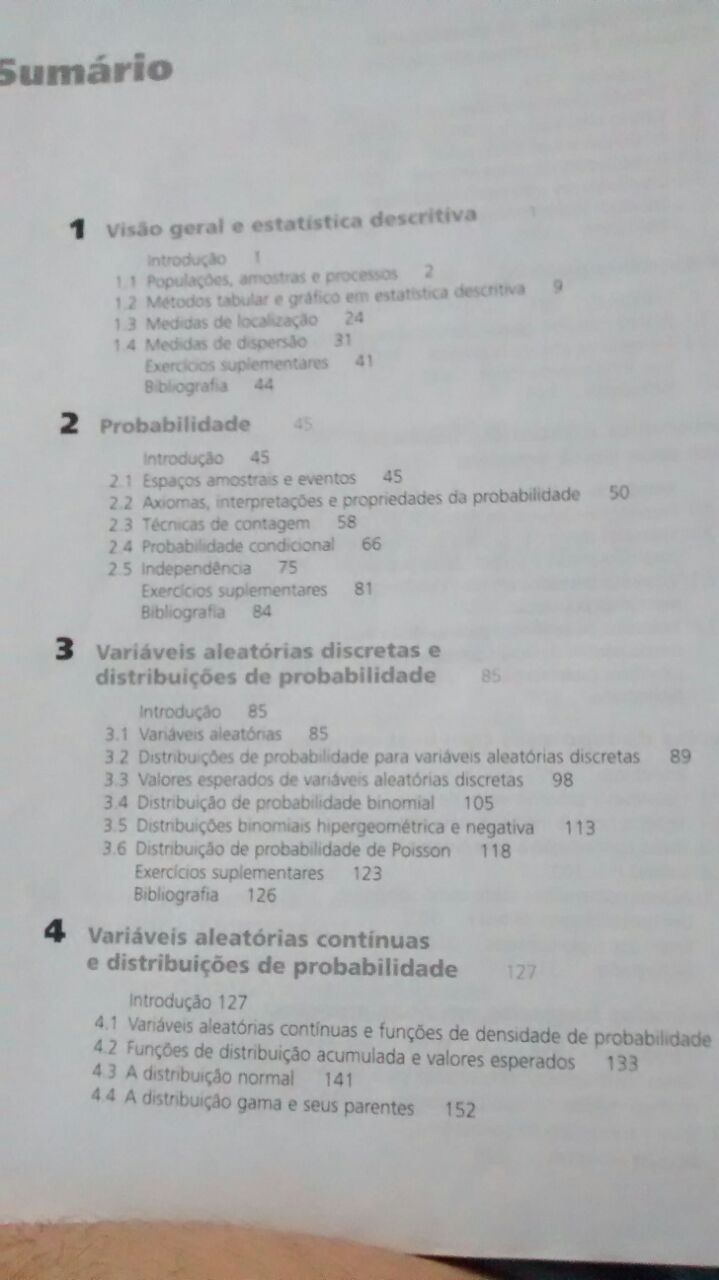 Sumário
1 Visão geral e estatística descritiva 1
Introdução 1
1.1 Populações, amostras e processos 2
1.2 Métodos tabular e gráfico em estatística descritiva 9
1.3 Medidas de localização 24
1.4 Medidas de dispersão 31
Exercícios suplementares 41
Bibliografia 44
2 Probabilidade 45
Introdução 45
2.1 Espaços amostrais e eventos 45
2.2 Axiomas, interpretações e propriedades da probabilidade 50
2.3 Técnicas de contagem 58
2.4 Probabilidade condicional 66
2.5 Independência 75
Exercícios suplementares 81
Bibliografia 84
3 Variáveis aleatórias discretas e
distribuições de probabilidade 85
Introdução 85
3.1 Variáveis aleatórias 85
3.2 Distribuições de probabilidade para variáveis aleatórias discretas 89
3.3 Valores esperados de variáveis aleatórias discretas 98
3.4 Distribuição de probabilidade binomial 105
3.5 Distribuições binomiais hipergeométrica e negativa 113
3.6 Distribuição de probabilidade de Poisson 118
Exercícios suplementares 123
Bibliografia 126
4 Variáveis aleatórias contínuas
e distribuições de probabilidade 127
Introdução 127
4.1 Variáveis aleatórias contínuas e funções de densidade de probabilidade
4.2 Funções de distribuição acumulada e valores esperados 133
4.3 A distribuição normal 141
4.4 A distribuição gama e seus parentes 152